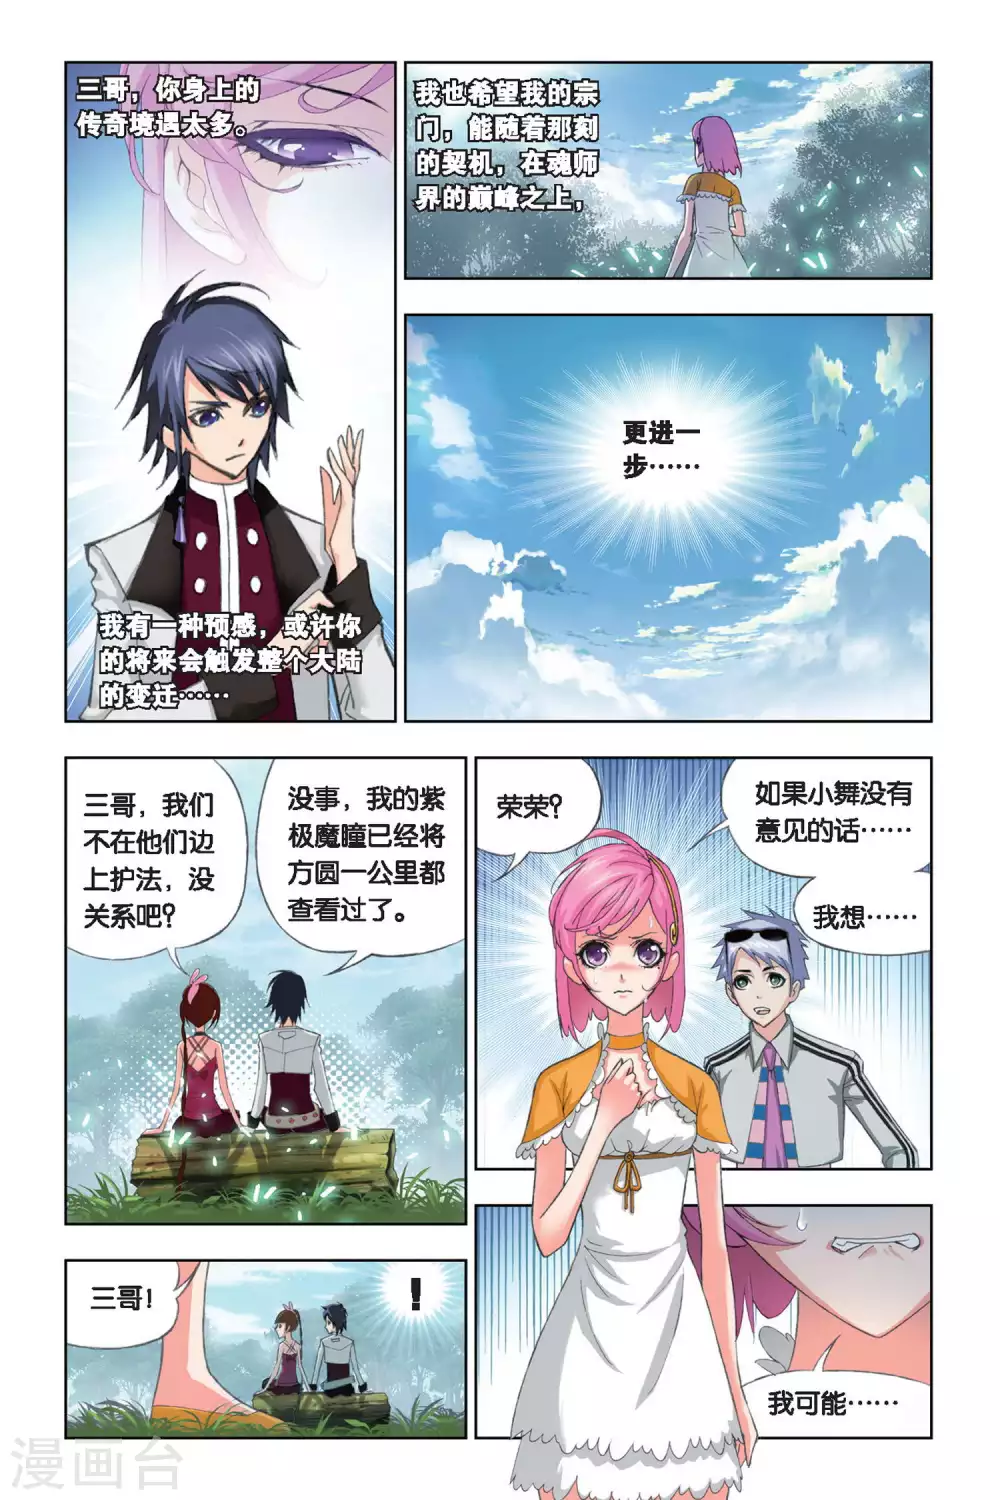 三哥，你身上的
传奇境遇太多。
我有一种预感，或许你
的将来会触发整个大陆
的变迁……
我也希望我的宗
门，能随着那刻
的契机，在魂师
界的巅峰之上，
更进一
步……
三哥，我们
不在他们边
上护法，没
关系吧？
没事，我的紫
极魔瞳已经将
方圆一公里都
查看过了。
三哥！
！
荣荣？
如果小舞没有
意见的话……
我想……
我可能……
漫画台